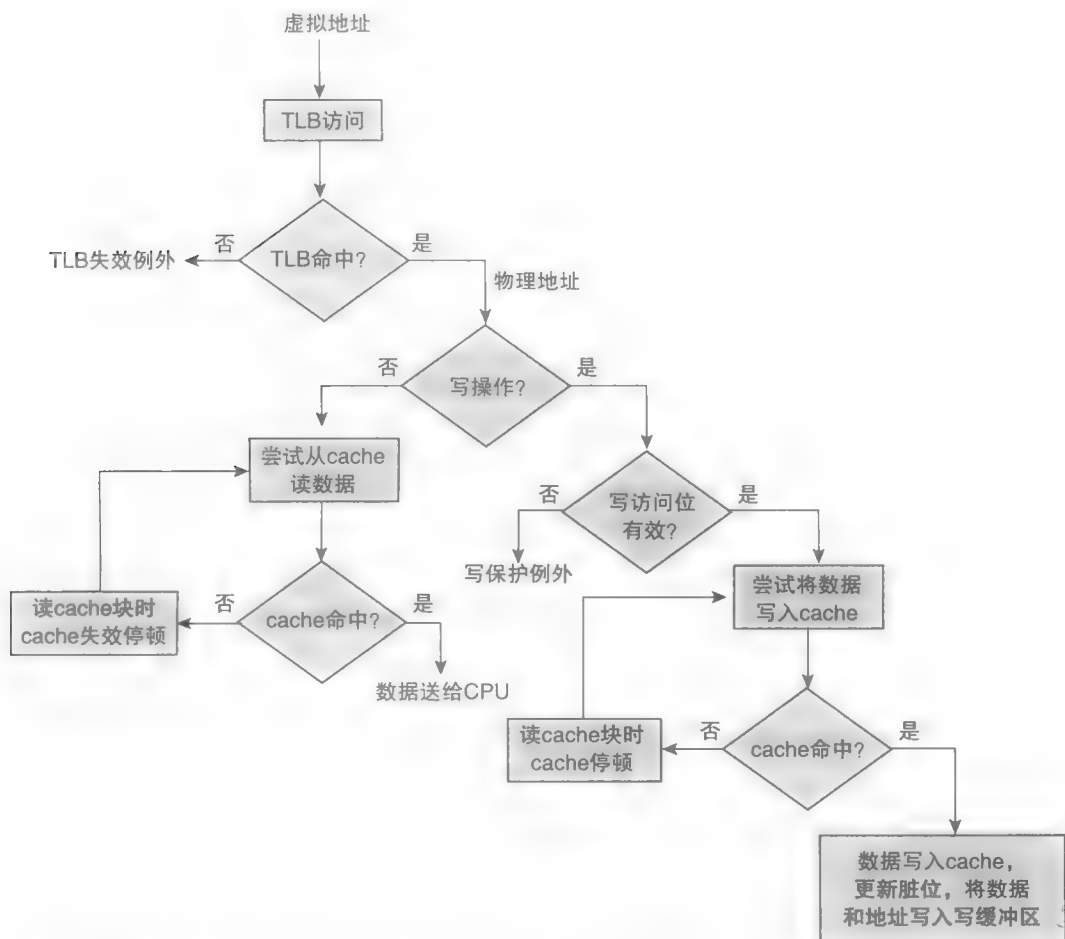 虚拟地址
TLB访问
否
TLB命中?
是
TLB失效例外
物理地址
否
写操作?
是
尝试从cache
读数据
否
写访问位
有效?
是
写保护例外
尝试将数据
写入cache
读cache块时
cache失效停顿
否
cache命中?
是
数据送给CPU
读cache块时
cache停顿
否
cache命中?
是
数据写入cache,
更新脏位，将数据
和地址写入写缓冲区